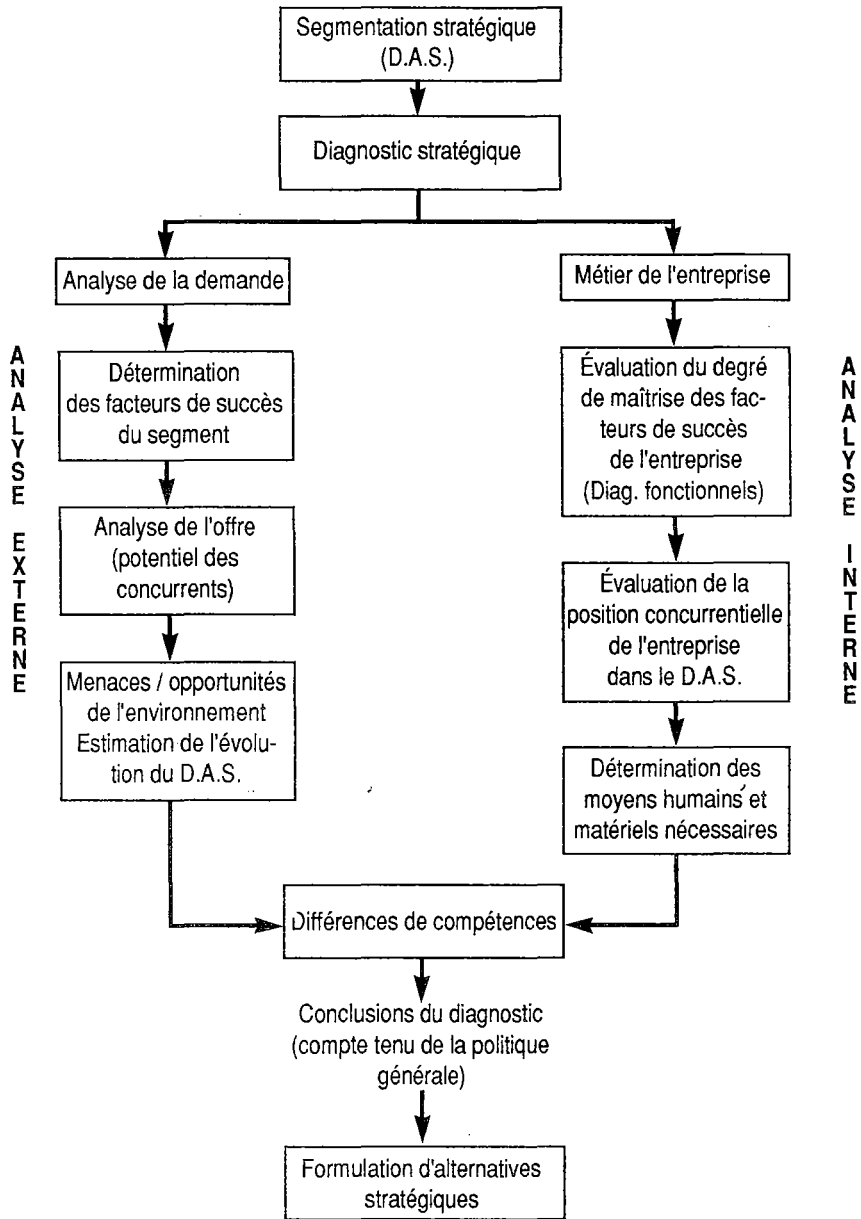 Segmentation stratégique
(D.A.S.)
Diagnostic stratégique
Analyse de la demande
Métier de l'entreprise
ANALYSE EXTERNE
Détermination
des facteurs de succès
du segment
Analyse de l'offre
(potentiel des
concurrents)
Menaces / opportunités
de l'environnement
Estimation de l'évolu-
tion du D.A.S.
Évaluation du degré
de maîtrise des fac-
teurs de succès
de l'entreprise
(Diag. fonctionnels)
Évaluation de la
position concurrentielle
de l'entreprise
dans le D.A.S.
Détermination des
moyens humains et
matériels nécessaires
ANALYSE INTERNE
Différences de compétences
Conclusions du diagnostic
(compte tenu de la politique
générale)
Formulation d'alternatives
stratégiques